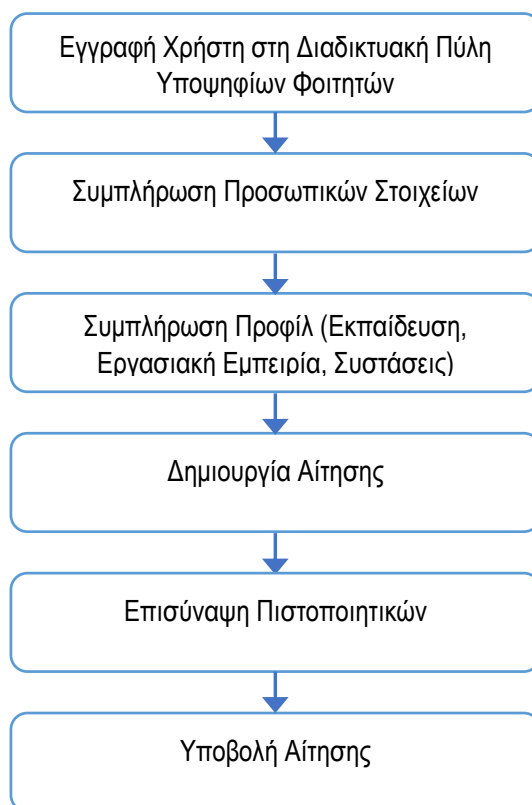 Εγγραφή Χρήστη στη Διαδικτυακή Πύλη
Υποψηφίων Φοιτητών
Συμπλήρωση Προσωπικών Στοιχείων
Συμπλήρωση Προφίλ (Εκπαίδευση,
Εργασιακή Εμπειρία, Συστάσεις)
Δημιουργία Αίτησης
Επισύναψη Πιστοποιητικών
Υποβολή Αίτησης